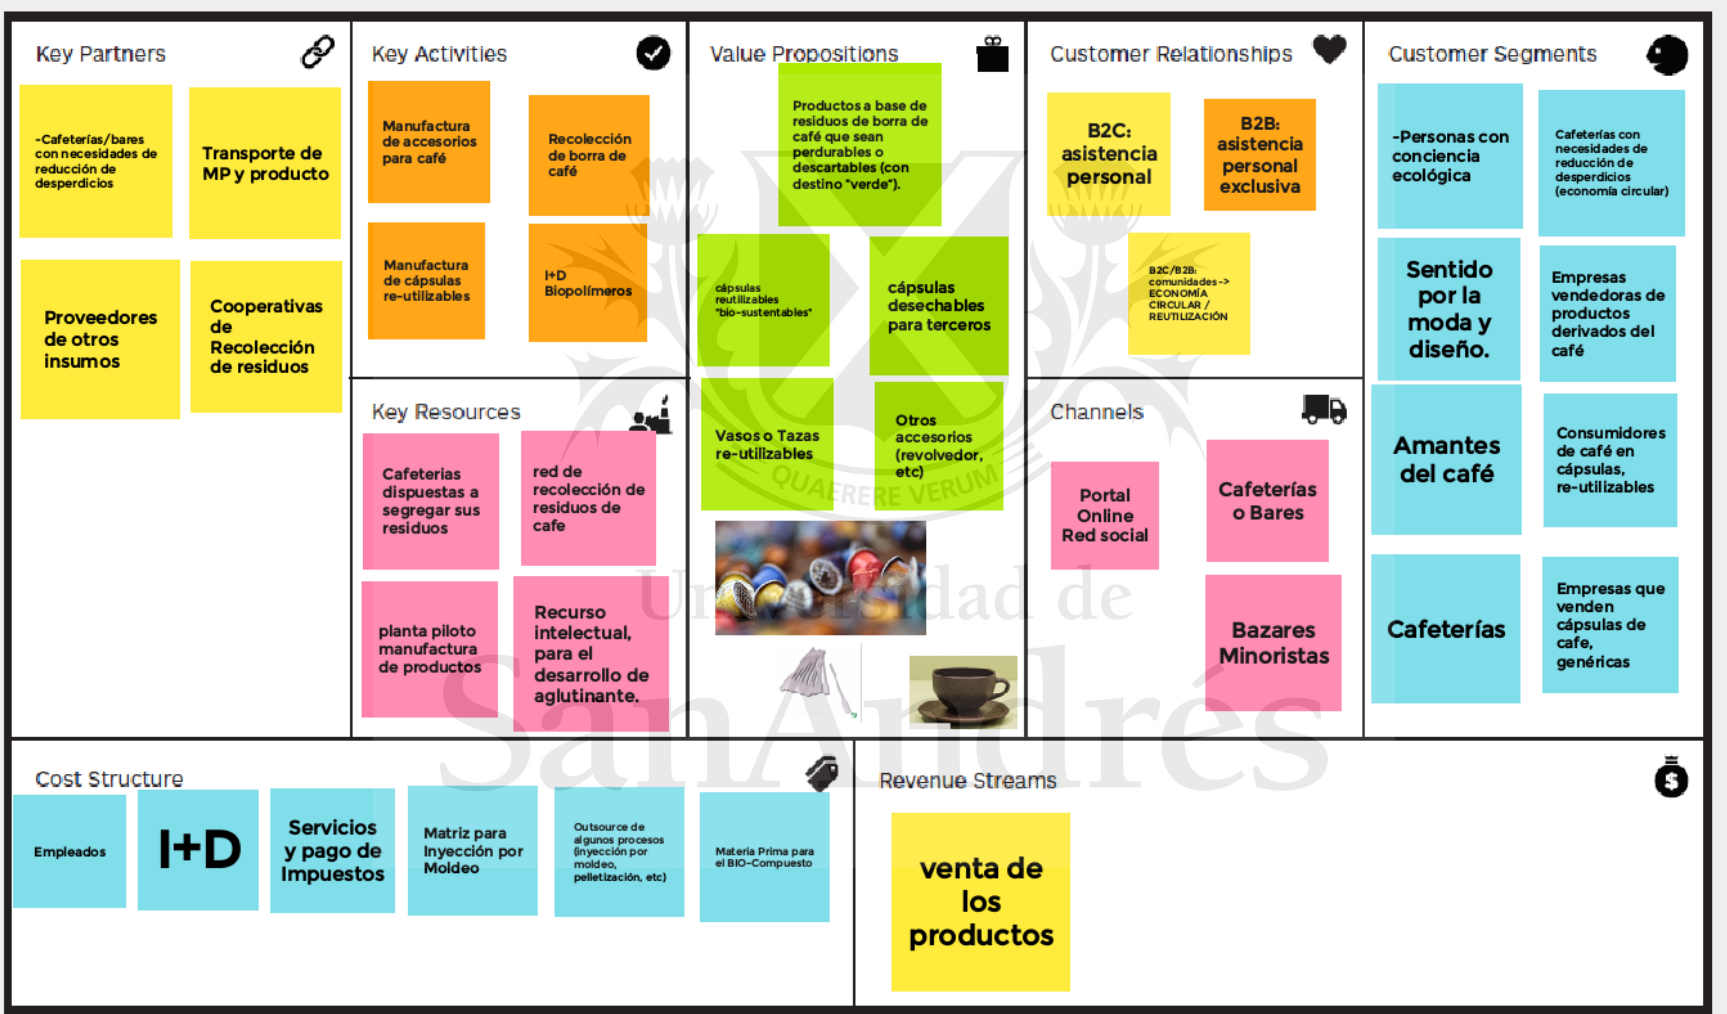 Key Partners
-Cafeterías/bares
con necesidades de
reducción de
desperdicios
Transporte de
MP y producto
Proveedores
de otros
insumos
Cooperativas
de
Recolección
de residuos
Key Activities
Manufactura
de accesorios
para café
Recolección
de borra de
café
Manufactura
de cápsulas
re-utilizables
I+D
Biopolímeros
Key Resources
Cafeterias
dispuestas a
segregar sus
residuos
red de
recolección de
residuos de
cafe
planta piloto
manufactura
de productos
Recurso
intelectual,
para el
desarrollo de
aglutinante.
Value Propositions
Productos a base de
residuos de borra de
café que sean
perdurables o
descartables (con
destino "verde").
cápsulas
reutilizables
"bio-sustentables"
cápsulas
desechables
para terceros
Vasos o Tazas
re-utilizables
Otros
accesorios
(revolvedor,
etc)
Customer Relationships
B2C:
asistencia
personal
B2B:
asistencia
personal
exclusiva
B2C/B2B:
comunidades ->
ECONOMÍA
CIRCULAR /
REUTILIZACIÓN
Channels
Portal
Online
Red social
Cafeterías
o Bares
Bazares
Minoristas
Customer Segments
-Personas con
conciencia
ecológica
Cafeterías con
necesidades de
reducción de
desperdicios
(economía circular)
Sentido
por la
moda y
diseño.
Empresas
vendedoras de
productos
derivados del
café
Amantes
del café
Consumidores
de café en
cápsulas,
re-utilizables
Cafeterías
Empresas que
venden
cápsulas de
cafe,
genéricas
Cost Structure
Empleados
I+D
Servicios
y pago de
Impuestos
Matriz para
Inyección por
Moldeo
Outsource de
algunos procesos
(inyección por
moldeo,
pelletización, etc)
Materia Prima para
el BIO-Compuesto
Revenue Streams
$
venta de
los
productos
QUAERERE VERUM
Universidad de
SanAndrés